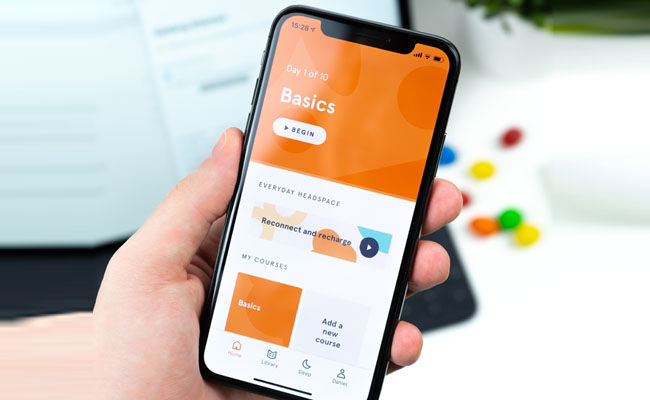 15:28
Day 1 of 10
Basics
BEGIN
EVERYDAY HEADSPACE
Reconnect and recharge
MY COURSES
Basics
Add a
new
course
Home
Library
Sleep
Daniel